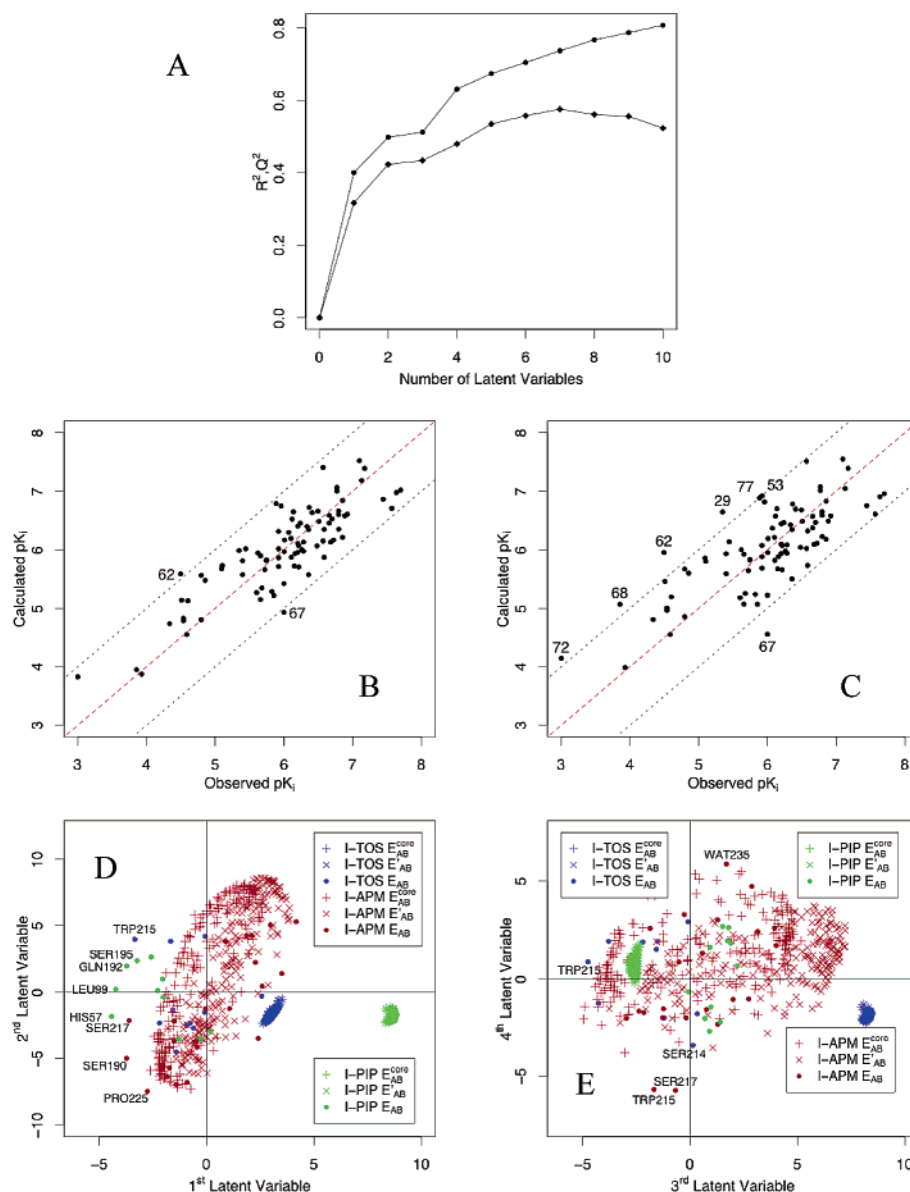 A
R²,Q²
0.8
0.6
0.4
0.2
0.0
0 2 4 6 8 10
Number of Latent Variables
B
Calculated pKᵢ
8
7
6
5
4
3
62
67
3 4 5 6 7 8
Observed pKᵢ
C
Calculated pKᵢ
8
7
6
5
4
3
77 53
29
62
68
72
67
3 4 5 6 7 8
Observed pKᵢ
D
2ⁿᵈ Latent Variable
10
5
0
−5
−10
I−TOS E_AB^core
I−TOS E'_AB
I−TOS E_AB
I−APM E_AB^core
I−APM E'_AB
I−APM E_AB
TRP215
SER195
GLN192
LEU99
HIS57
SER217
SER190
PRO225
I−PIP E_AB^core
I−PIP E'_AB
I−PIP E_AB
−5 0 5 10
1ˢᵗ Latent Variable
E
4ᵗʰ Latent Variable
5
0
−5
I−TOS E_AB^core
I−TOS E'_AB
I−TOS E_AB
I−PIP E_AB^core
I−PIP E'_AB
I−PIP E_AB
WAT235
TRP215
SER214
SER217
TRP215
I−APM E_AB^core
I−APM E'_AB
I−APM E_AB
−5 0 5 10
3ʳᵈ Latent Variable